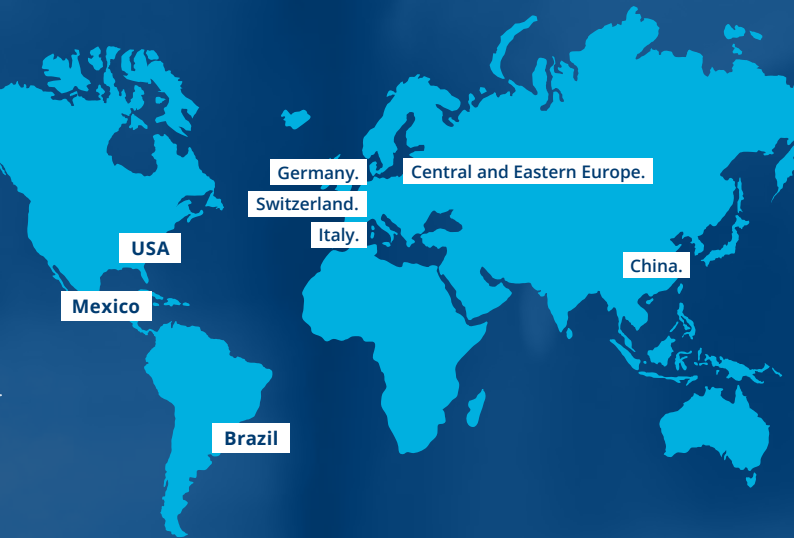 Germany.
Central and Eastern Europe.
Switzerland.
Italy.
USA
China.
Mexico
Brazil